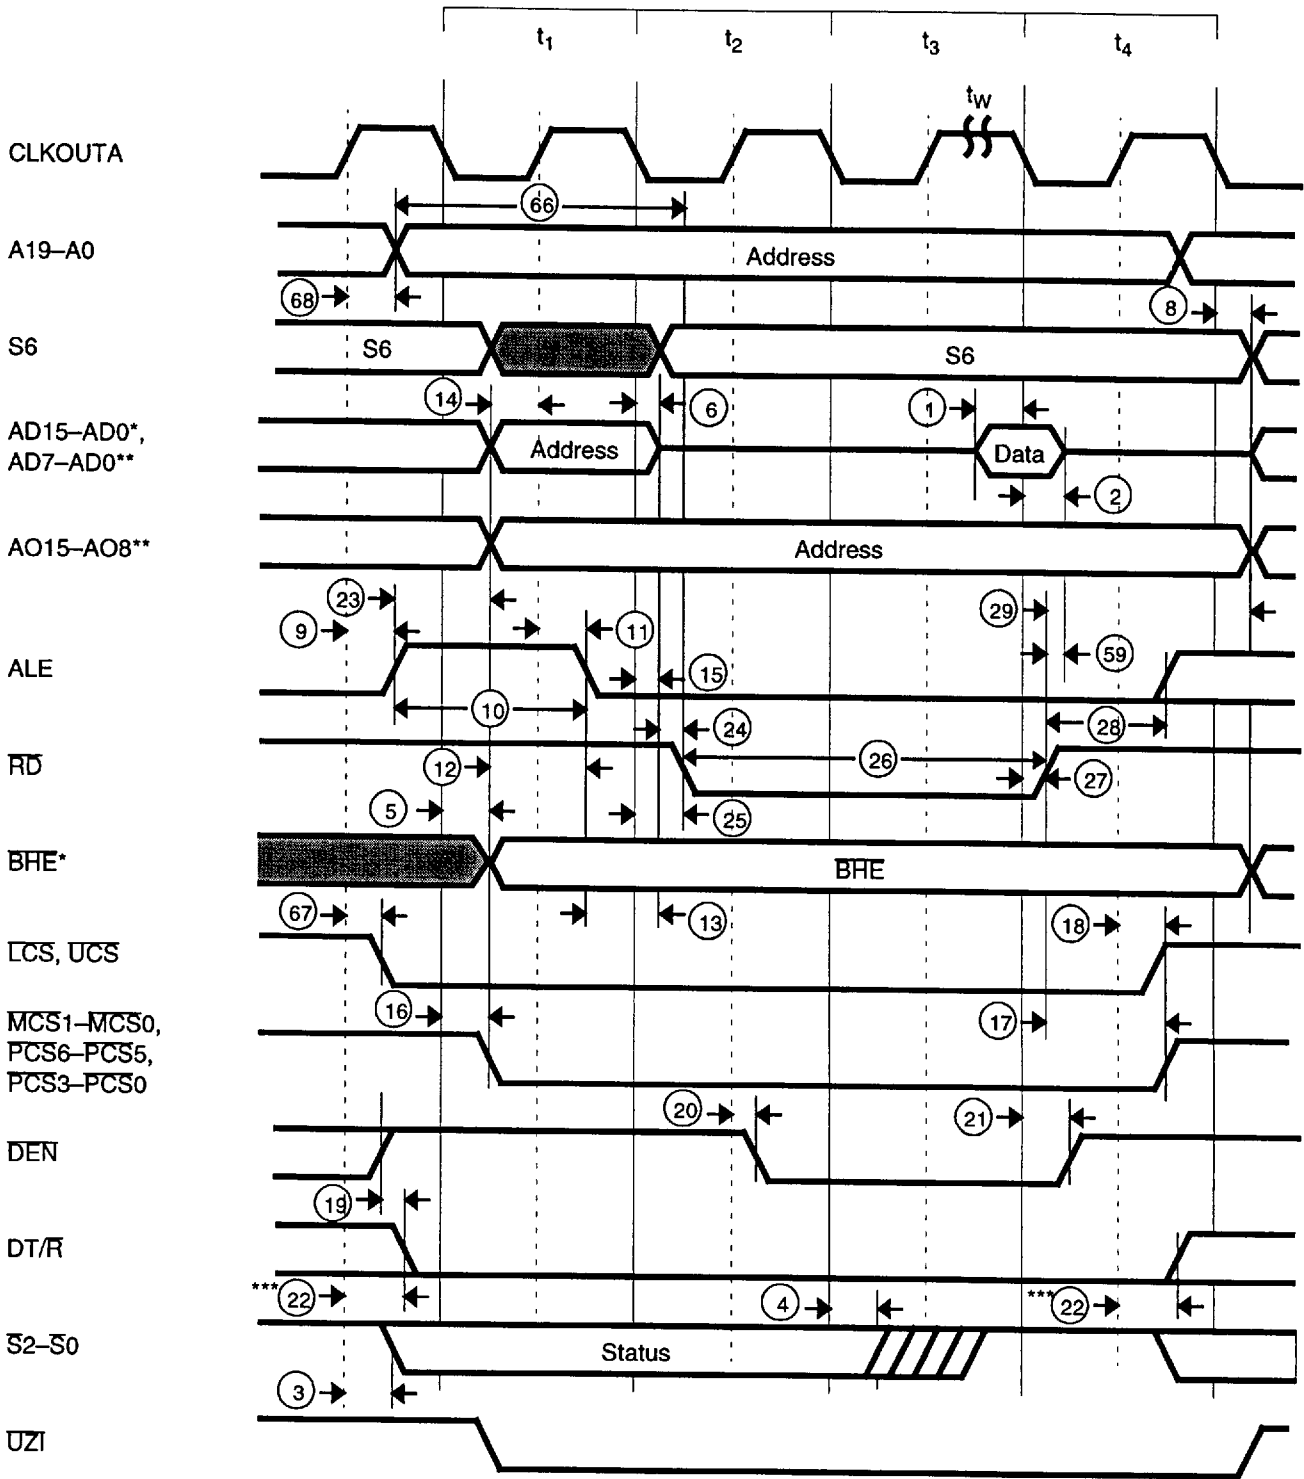 t1 t2 t3 t4
tW
CLKOUTA
66
A19–A0 Address
68 8
S6 S6 S6
14 6 1
AD15–AD0*,
AD7–AD0** Address Data
2
AO15–AO8** Address
23 29
9 11 59
ALE 15
10 24 28
RD 12 26 27
5 25
BHE* BHE
67 13 18
LCS, UCS
16 17
MCS1–MCS0,
PCS6–PCS5,
PCS3–PCS0
20 21
DEN
19
DT/R
***22 4 ***22
S2–S0 Status
3
UZI